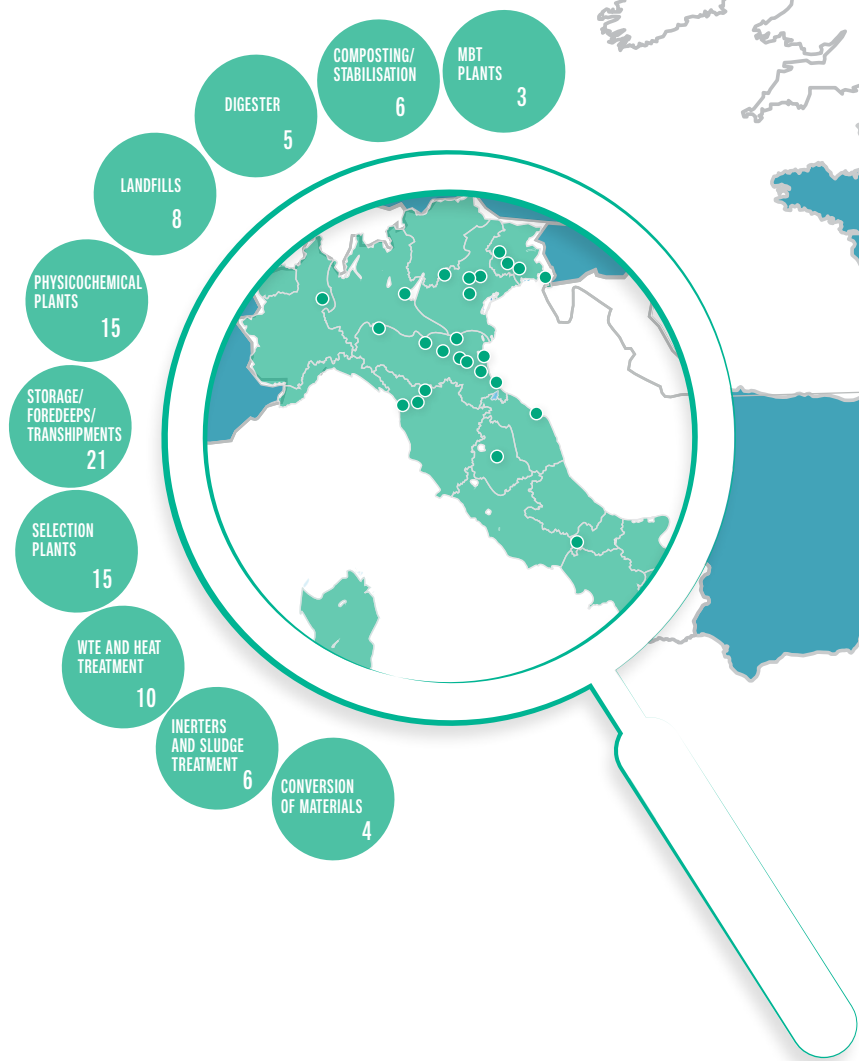 COMPOSTING/
STABILISATION
6
MBT
PLANTS
3
DIGESTER
5
LANDFILLS
8
PHYSICOCHEMICAL
PLANTS
15
STORAGE/
FOREDEEPS/
TRANSHIPMENTS
21
SELECTION
PLANTS
15
WTE AND HEAT
TREATMENT
10
INERTERS
AND SLUDGE
TREATMENT
6
CONVERSION
OF MATERIALS
4